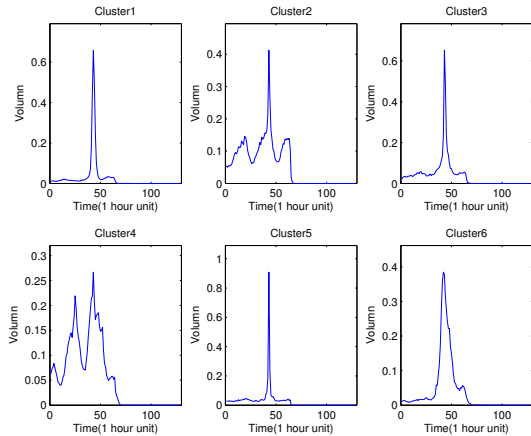 Cluster1
Cluster2
Cluster3
Volumn
0.6
0.4
0.2
0
0 50 100
Time(1 hour unit)
Volumn
0.4
0.3
0.2
0.1
0
0 50 100
Time(1 hour unit)
Volumn
0.6
0.4
0.2
0
0 50 100
Time(1 hour unit)
Cluster4
Cluster5
Cluster6
Volumn
0.3
0.25
0.2
0.15
0.1
0.05
0
0 50 100
Time(1 hour unit)
Volumn
1
0.8
0.6
0.4
0.2
0
0 50 100
Time(1 hour unit)
Volumn
0.4
0.3
0.2
0.1
0
0 50 100
Time(1 hour unit)